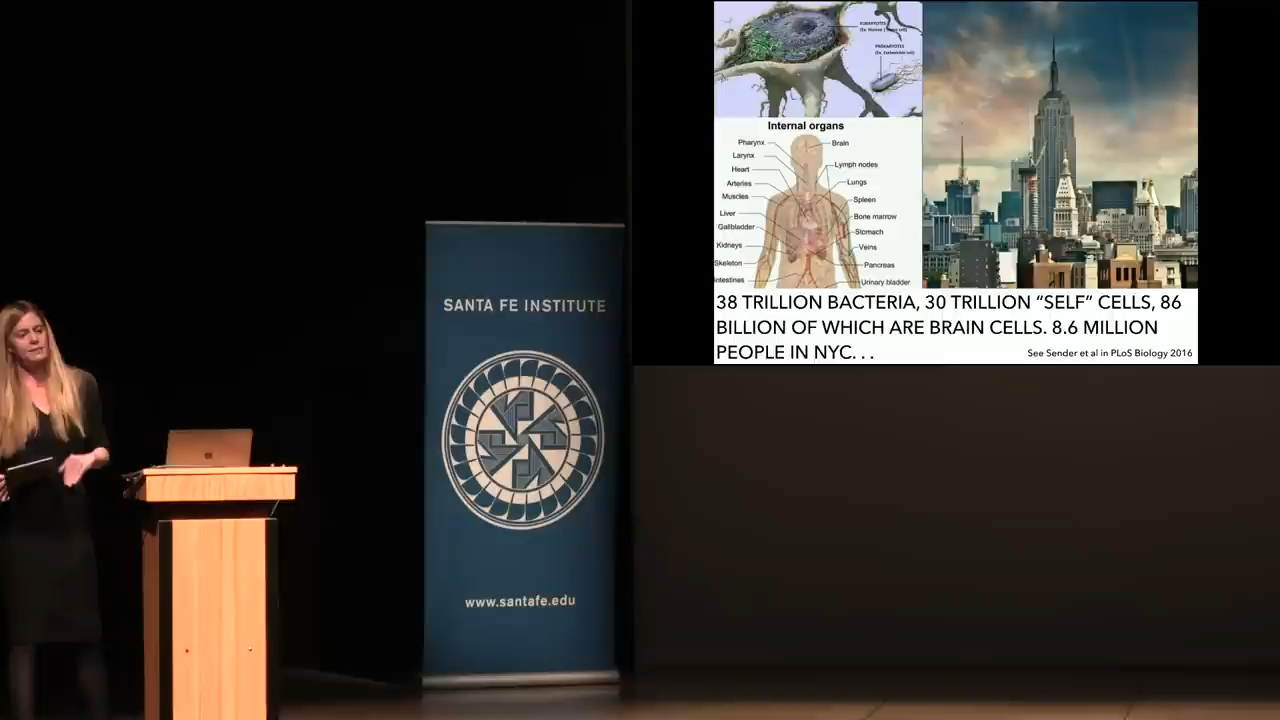 EUKARYOTES
PROKARYOTES
Internal organs
Pharynx
Brain
Larynx
Lymph nodes
Heart
Lungs
Arteries
Spleen
Muscles
Bone marrow
Liver
Stomach
Gallbladder
Veins
Kidneys
Pancreas
Skeleton
Urinary bladder
Intestines
38 TRILLION BACTERIA, 30 TRILLION “SELF” CELLS, 86
BILLION OF WHICH ARE BRAIN CELLS. 8.6 MILLION
PEOPLE IN NYC. . .
See Sender et al in PLoS Biology 2016
SANTA FE INSTITUTE
www.santafe.edu